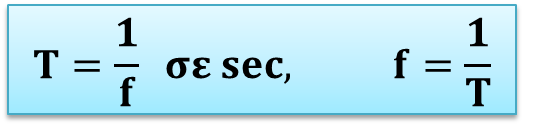 T = 1/f σε sec, f = 1/T